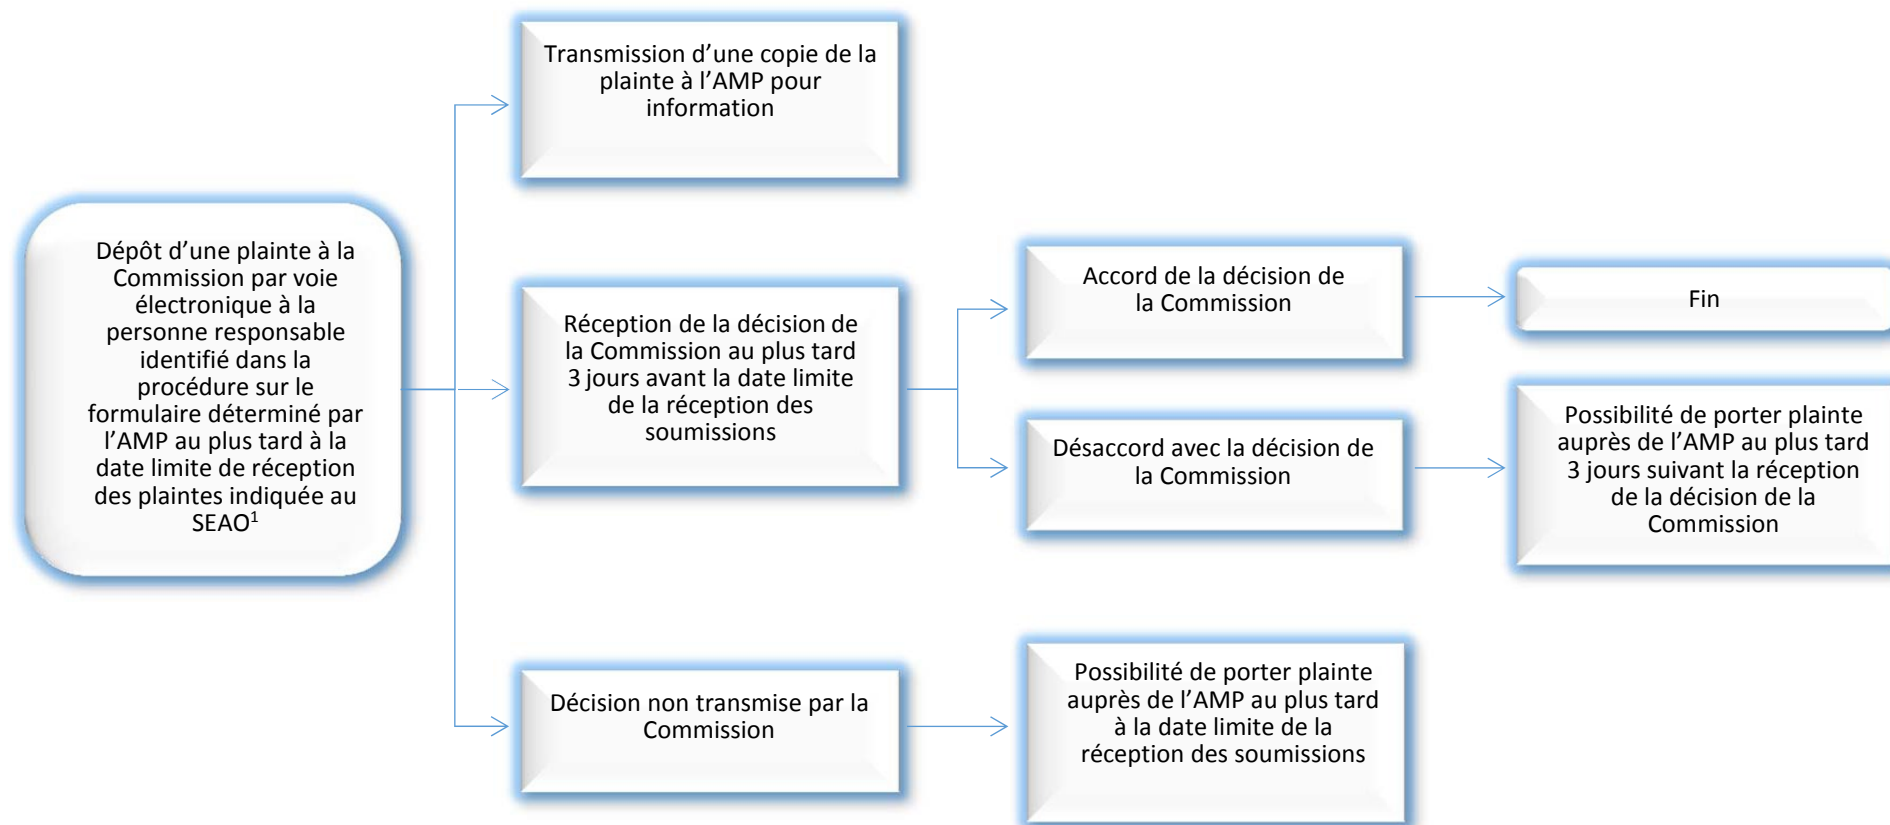 Transmission d’une copie de la
plainte à l’AMP pour
information
Dépôt d’une plainte à la
Commission par voie
électronique à la
personne responsable
identifié dans la
procédure sur le
formulaire déterminé par
l’AMP au plus tard à la
date limite de réception
des plaintes indiquée au
SEAO¹
Réception de la décision de
la Commission au plus tard
3 jours avant la date limite
de la réception des
soumissions
Accord de la décision de
la Commission
Fin
Désaccord avec la décision de
la Commission
Possibilité de porter plainte
auprès de l’AMP au plus tard
3 jours suivant la réception
de la décision de la
Commission
Décision non transmise par la
Commission
Possibilité de porter plainte
auprès de l’AMP au plus tard
à la date limite de la
réception des soumissions